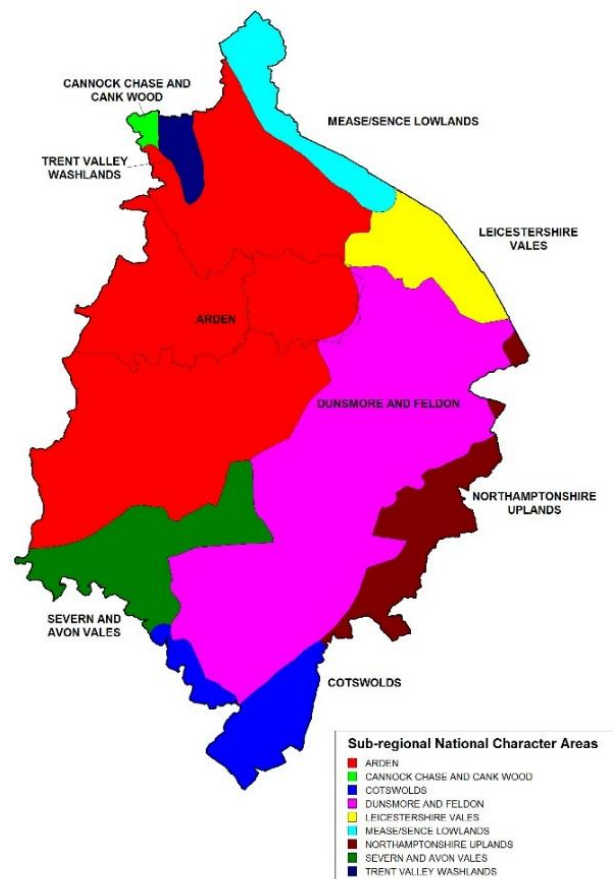 CANNOCK CHASE AND
CANK WOOD
MEASE/SENCE LOWLANDS
TRENT VALLEY
WASHLANDS
LEICESTERSHIRE
VALES
ARDEN
DUNSMORE AND FELDON
NORTHAMPTONSHIRE
UPLANDS
SEVERN AND
AVON VALES
COTSWOLDS
Sub-regional National Character Areas
ARDEN
CANNOCK CHASE AND CANK WOOD
COTSWOLDS
DUNSMORE AND FELDON
LEICESTERSHIRE VALES
MEASE/SENCE LOWLANDS
NORTHAMPTONSHIRE UPLANDS
SEVERN AND AVON VALES
TRENT VALLEY WASHLANDS